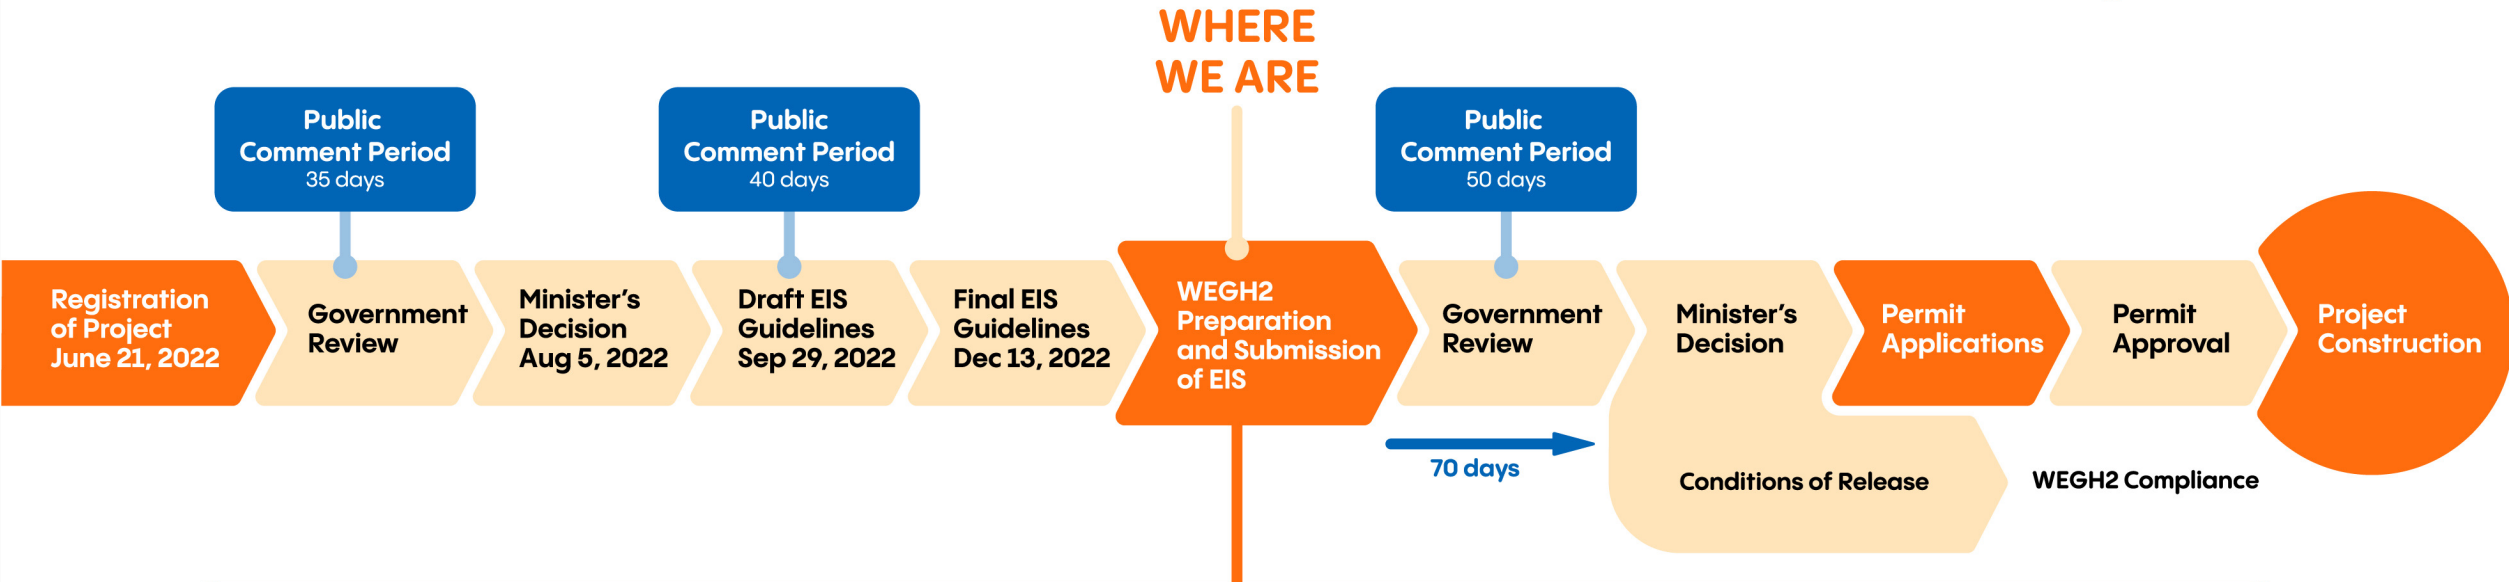 WHERE
WE ARE
Public
Comment Period
35 days
Public
Comment Period
40 days
Public
Comment Period
50 days
Registration
of Project
June 21, 2022
Government
Review
Minister's
Decision
Aug 5, 2022
Draft EIS
Guidelines
Sep 29, 2022
Final EIS
Guidelines
Dec 13, 2022
WEGH2
Preparation
and Submission
of EIS
Government
Review
Minister's
Decision
Permit
Applications
Permit
Approval
Project
Construction
70 days
Conditions of Release
WEGH2 Compliance